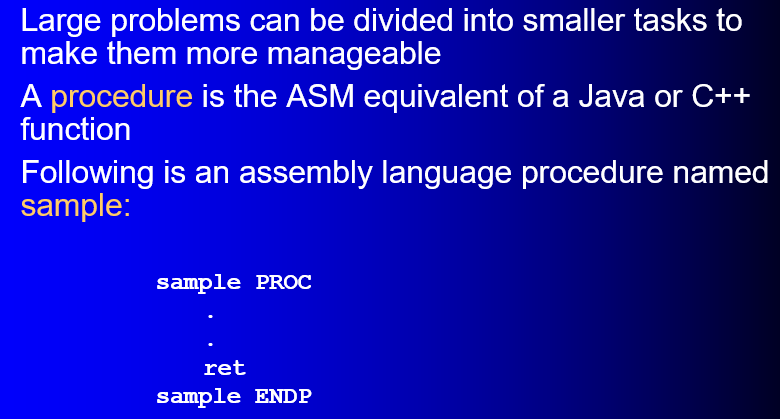 Large problems can be divided into smaller tasks to
make them more manageable
A procedure is the ASM equivalent of a Java or C++
function
Following is an assembly language procedure named
sample:
sample PROC
.
.
ret
sample ENDP